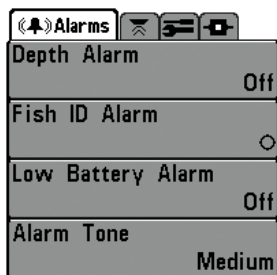 Alarms
Depth Alarm
Off
Fish ID Alarm
Low Battery Alarm
Off
Alarm Tone
Medium